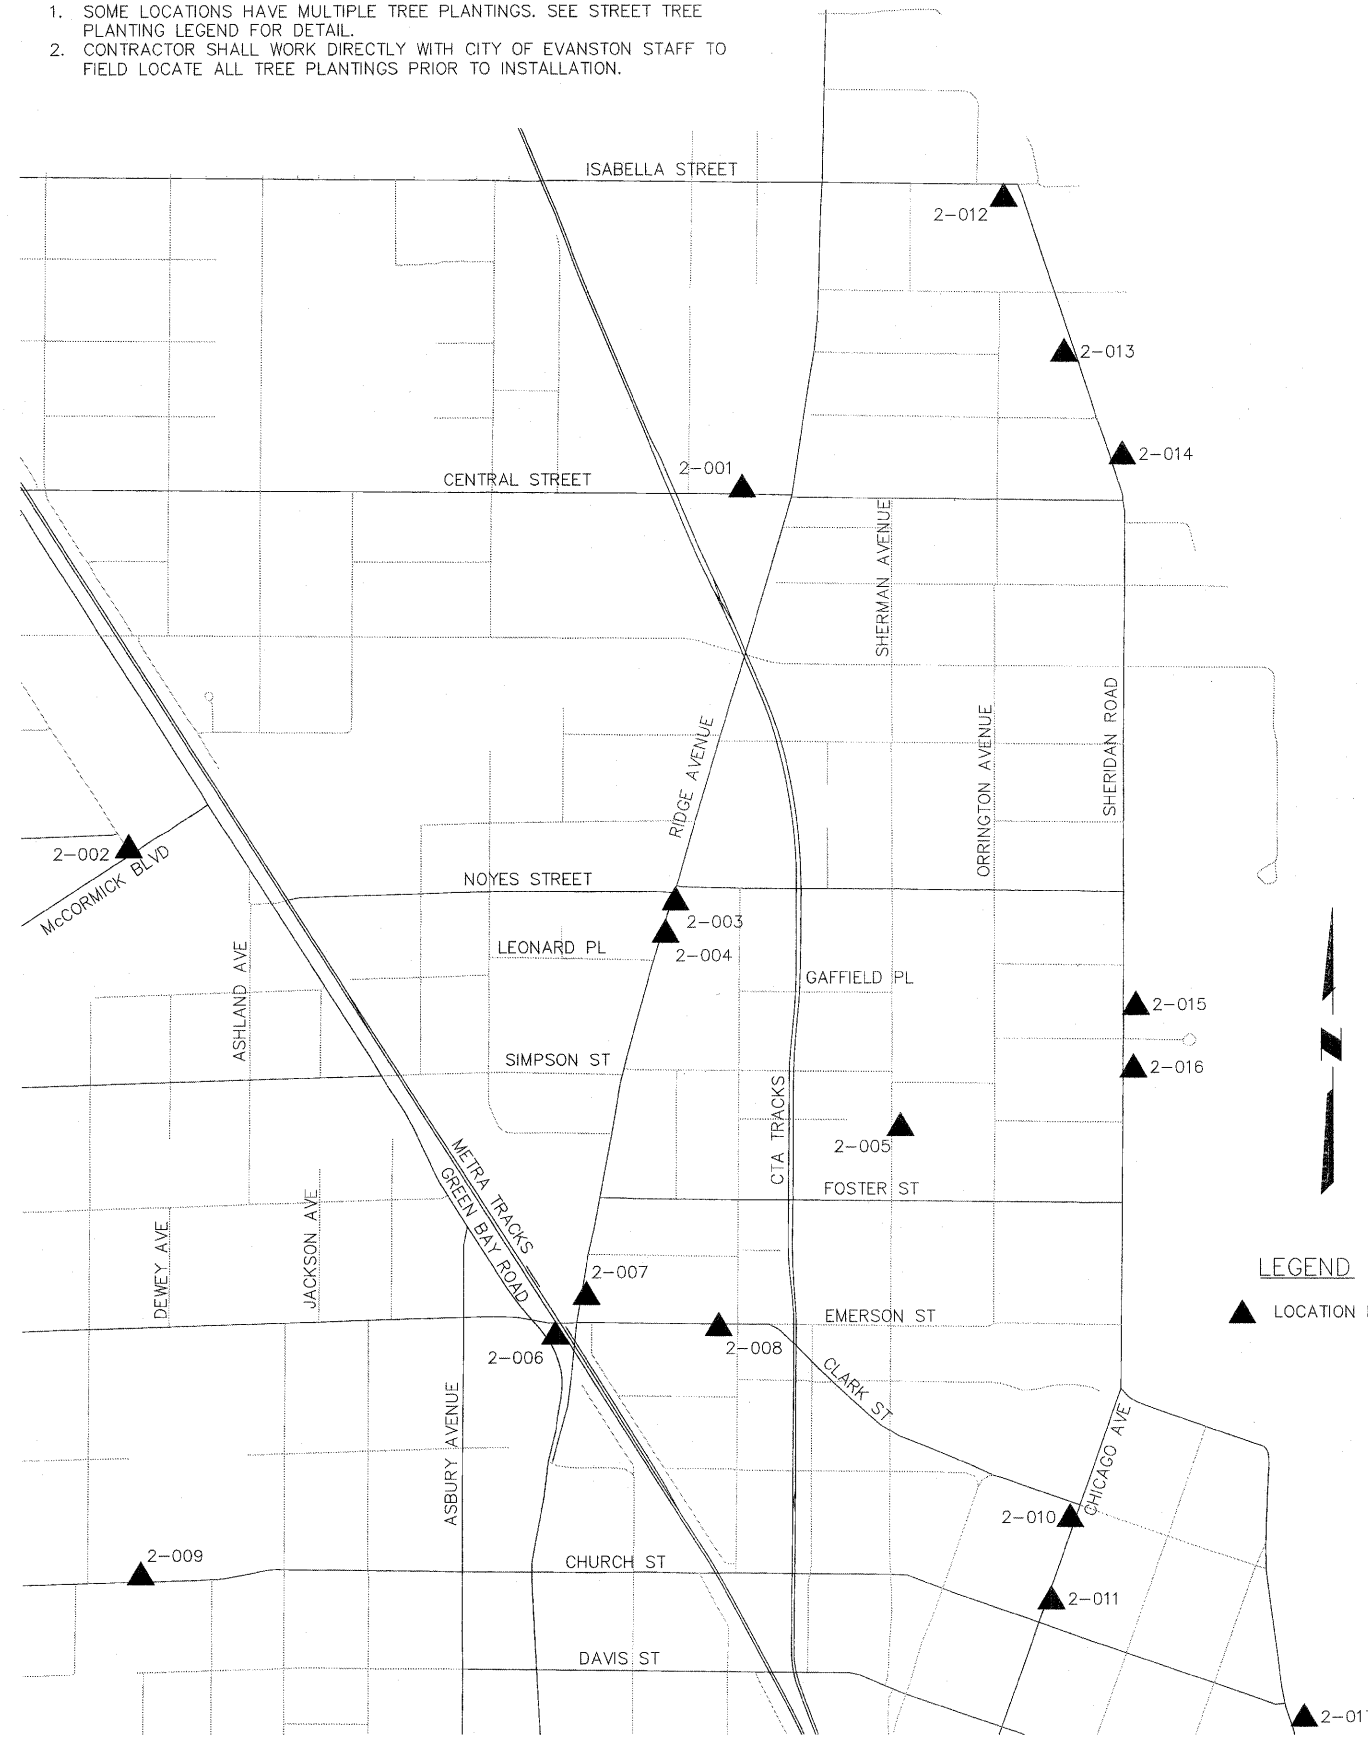 1. SOME LOCATIONS HAVE MULTIPLE TREE PLANTINGS. SEE STREET TREE
PLANTING LEGEND FOR DETAIL.
2. CONTRACTOR SHALL WORK DIRECTLY WITH CITY OF EVANSTON STAFF TO
FIELD LOCATE ALL TREE PLANTINGS PRIOR TO INSTALLATION.
ISABELLA STREET
2-012
2-013
2-014
2-001
CENTRAL STREET
SHERMAN AVENUE
SHERIDAN ROAD
ORRINGTON AVENUE
RIDGE AVENUE
2-002
McCORMICK BLVD
NOYES STREET
2-003
LEONARD PL
2-004
ASHLAND AVE
GAFFIELD PL
2-015
SIMPSON ST
2-016
CTA TRACKS
2-005
METRA TRACKS
GREEN BAY ROAD
FOSTER ST
JACKSON AVE
DEWEY AVE
2-007
LEGEND
LOCATION
EMERSON ST
2-006
2-008
CLARK ST
ASBURY AVENUE
CHICAGO AVE
2-010
2-009
CHURCH ST
2-011
DAVIS ST
2-01